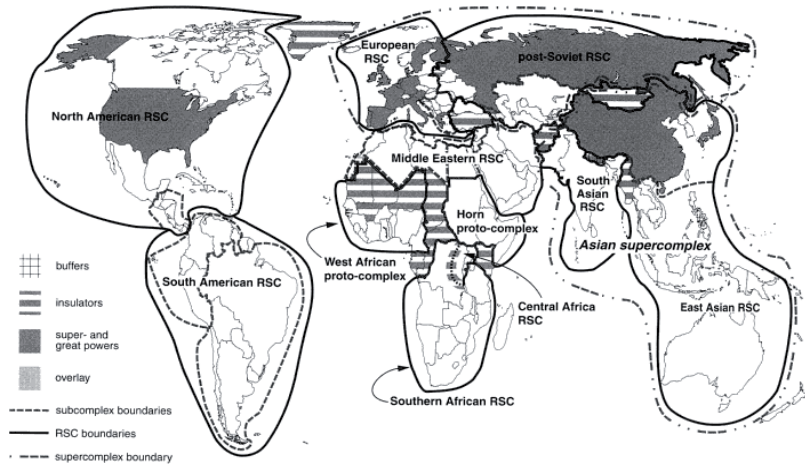 European
RSC
post-Soviet RSC
North American RSC
Middle Eastern RSC
South
Asian
RSC
Horn
proto-complex
Asian supercomplex
West African
proto-complex
South American RSC
Central Africa
RSC
East Asian RSC
Southern African RSC
buffers
insulators
super- and
great powers
overlay
subcomplex boundaries
RSC boundaries
supercomplex boundary